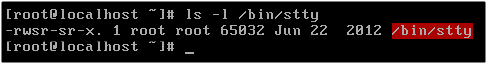 [root@localhost ~]# ls -l /bin/stty
-rwsr-sr-x. 1 root root 65032 Jun 22  2012 /bin/stty
[root@localhost ~]# _